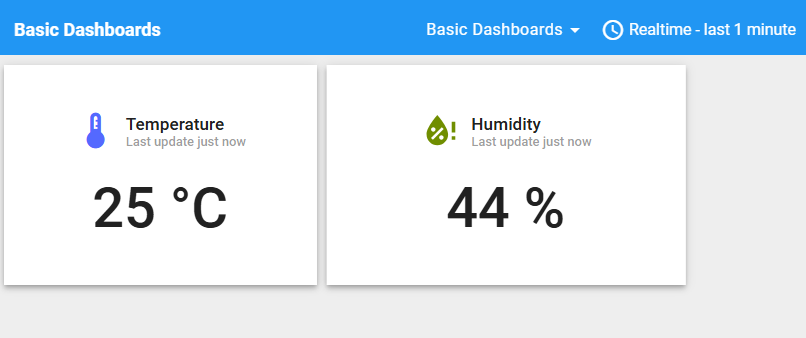 Basic Dashboards
Basic Dashboards
Realtime - last 1 minute
Temperature
Last update just now
25 °C
Humidity
Last update just now
44 %